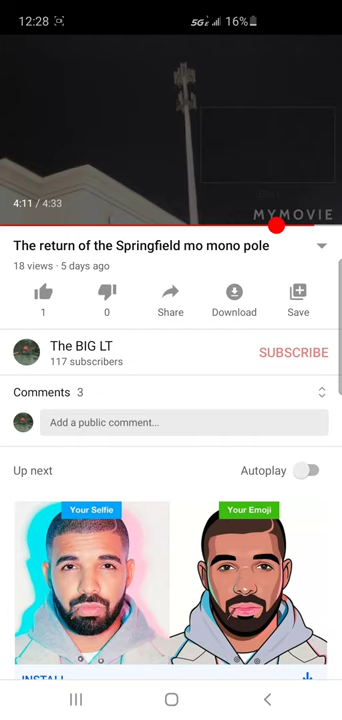 12:28 5GE 16%
4:11 / 4:33
MYMOVIE
The return of the Springfield mo mono pole
18 views · 5 days ago
1 0 Share Download Save
The BIG LT
117 subscribers
SUBSCRIBE
Comments 3
Add a public comment...
Up next Autoplay
Your Selfie Your Emoji
INSTALL